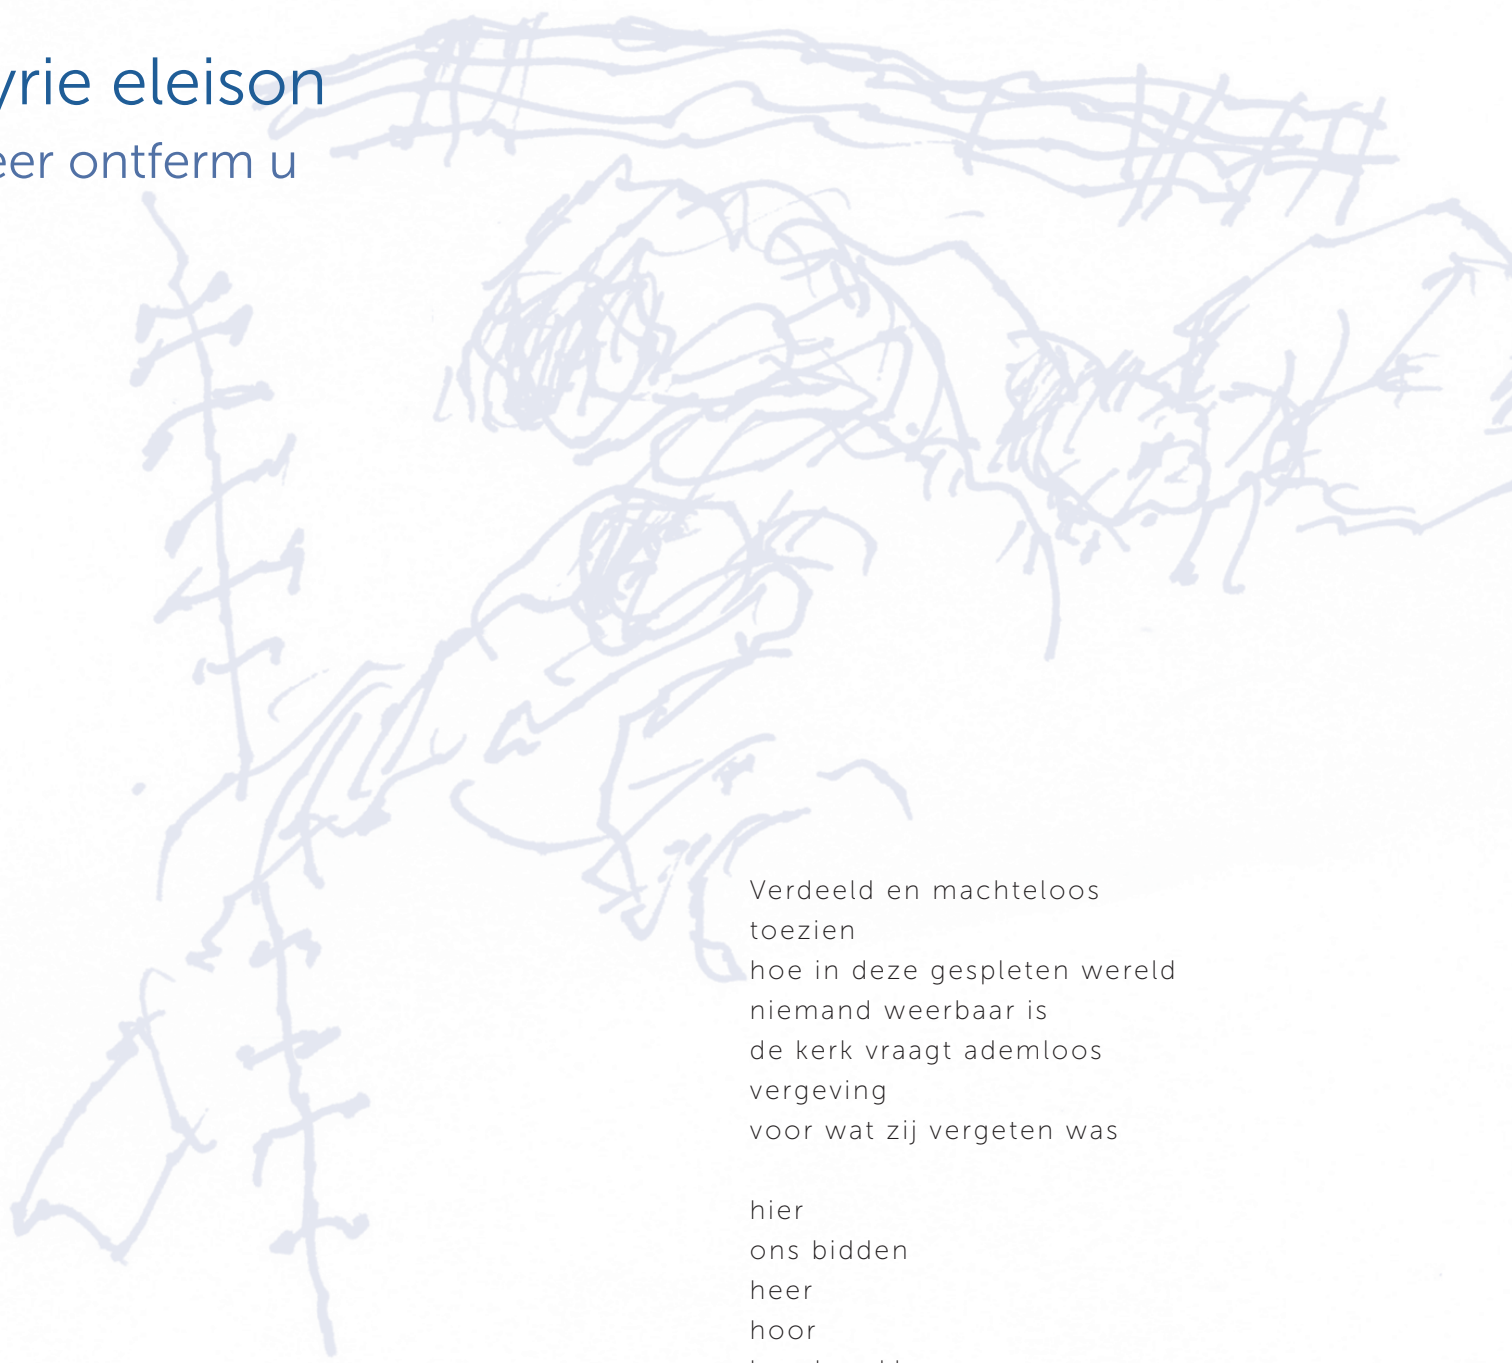 yrie eleison
eer ontferm u
Verdeeld en machteloos
toezien
hoe in deze gespleten wereld
niemand weerbaar is
de kerk vraagt ademloos
vergeving
voor wat zij vergeten was
hier
ons bidden
heer
hoor